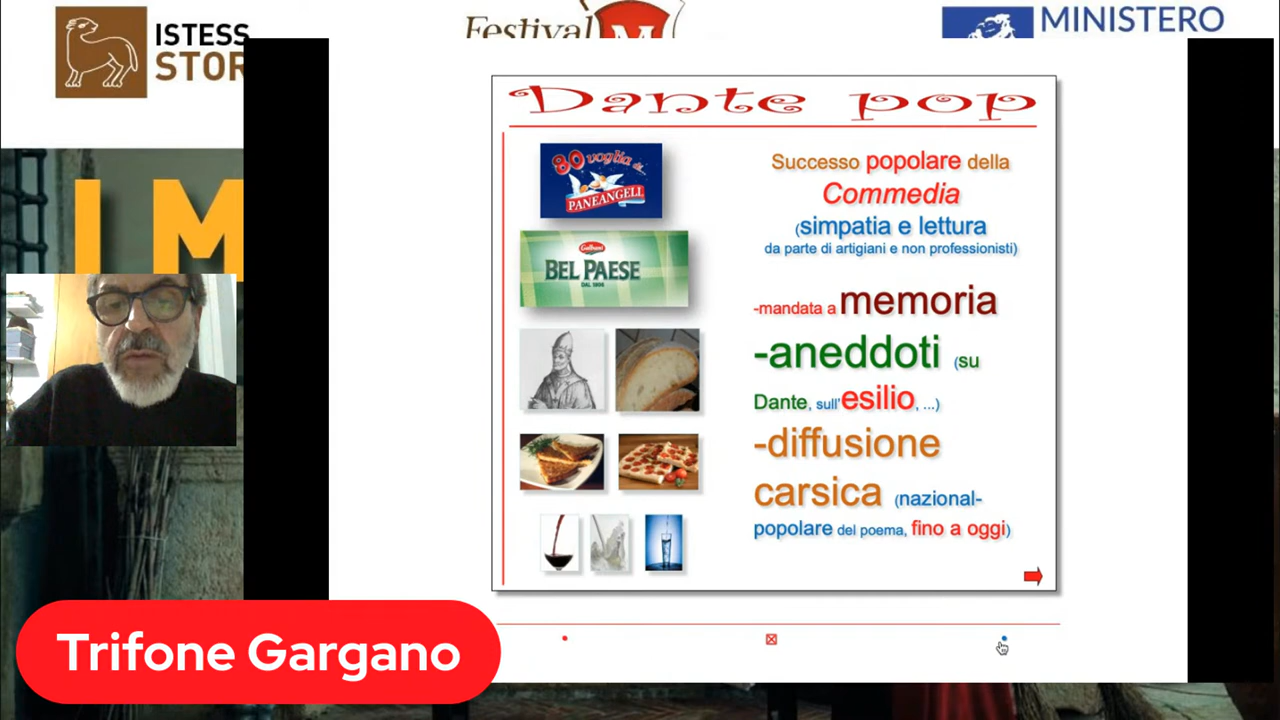 ISTESS
STOR
Festival
M
MINISTERO
I M
Dante pop
80 voglia di
PANEANGELI
Galbani
BEL PAESE
DAL 1906
Successo popolare della
Commedia
(simpatia e lettura
da parte di artigiani e non professionisti)
-mandata a memoria
-aneddoti (su
Dante, sull'esilio, ...)
-diffusione
carsica (nazional-
popolare del poema, fino a oggi)
Trifone Gargano